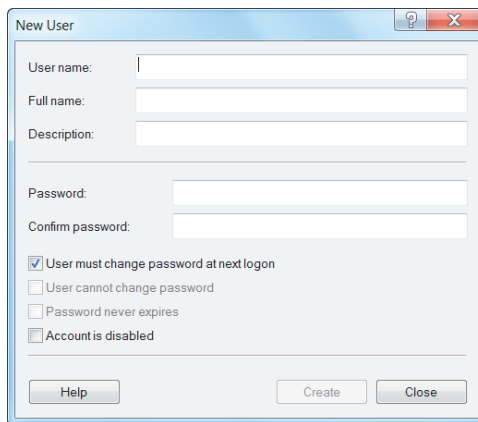 New User
User name:
Full name:
Description:
Password:
Confirm password:
User must change password at next logon
User cannot change password
Password never expires
Account is disabled
Help Create Close